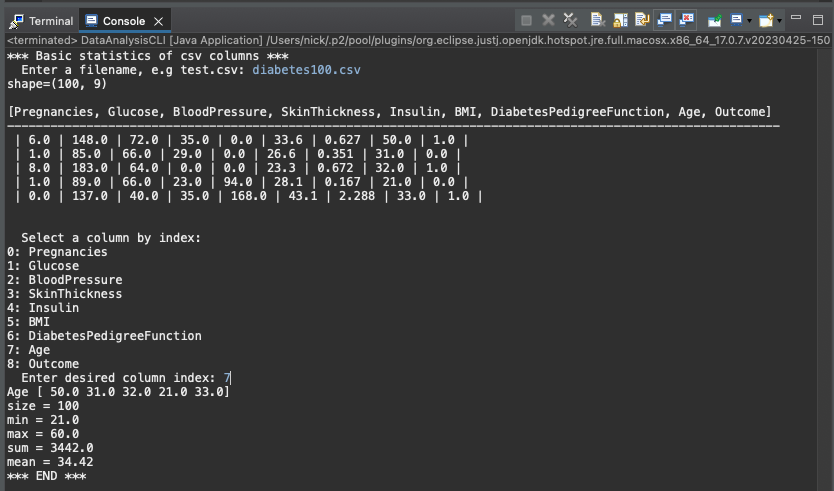 Terminal Console
<terminated> DataAnalysisCLI [Java Application] /Users/nick/.p2/pool/plugins/org.eclipse.justj.openjdk.hotspot.jre.full.macosx.x86_64_17.0.7.v20230425-150
*** Basic statistics of csv columns ***
Enter a filename, e.g test.csv: diabetes100.csv
shape=(100, 9)
[Pregnancies, Glucose, BloodPressure, SkinThickness, Insulin, BMI, DiabetesPedigreeFunction, Age, Outcome]
| 6.0 | 148.0 | 72.0 | 35.0 | 0.0 | 33.6 | 0.627 | 50.0 | 1.0 |
| 1.0 | 85.0 | 66.0 | 29.0 | 0.0 | 26.6 | 0.351 | 31.0 | 0.0 |
| 8.0 | 183.0 | 64.0 | 0.0 | 0.0 | 23.3 | 0.672 | 32.0 | 1.0 |
| 1.0 | 89.0 | 66.0 | 23.0 | 94.0 | 28.1 | 0.167 | 21.0 | 0.0 |
| 0.0 | 137.0 | 40.0 | 35.0 | 168.0 | 43.1 | 2.288 | 33.0 | 1.0 |
Select a column by index:
0: Pregnancies
1: Glucose
2: BloodPressure
3: SkinThickness
4: Insulin
5: BMI
6: DiabetesPedigreeFunction
7: Age
8: Outcome
Enter desired column index: 7
Age [ 50.0 31.0 32.0 21.0 33.0]
size = 100
min = 21.0
max = 60.0
sum = 3442.0
mean = 34.42
*** END ***